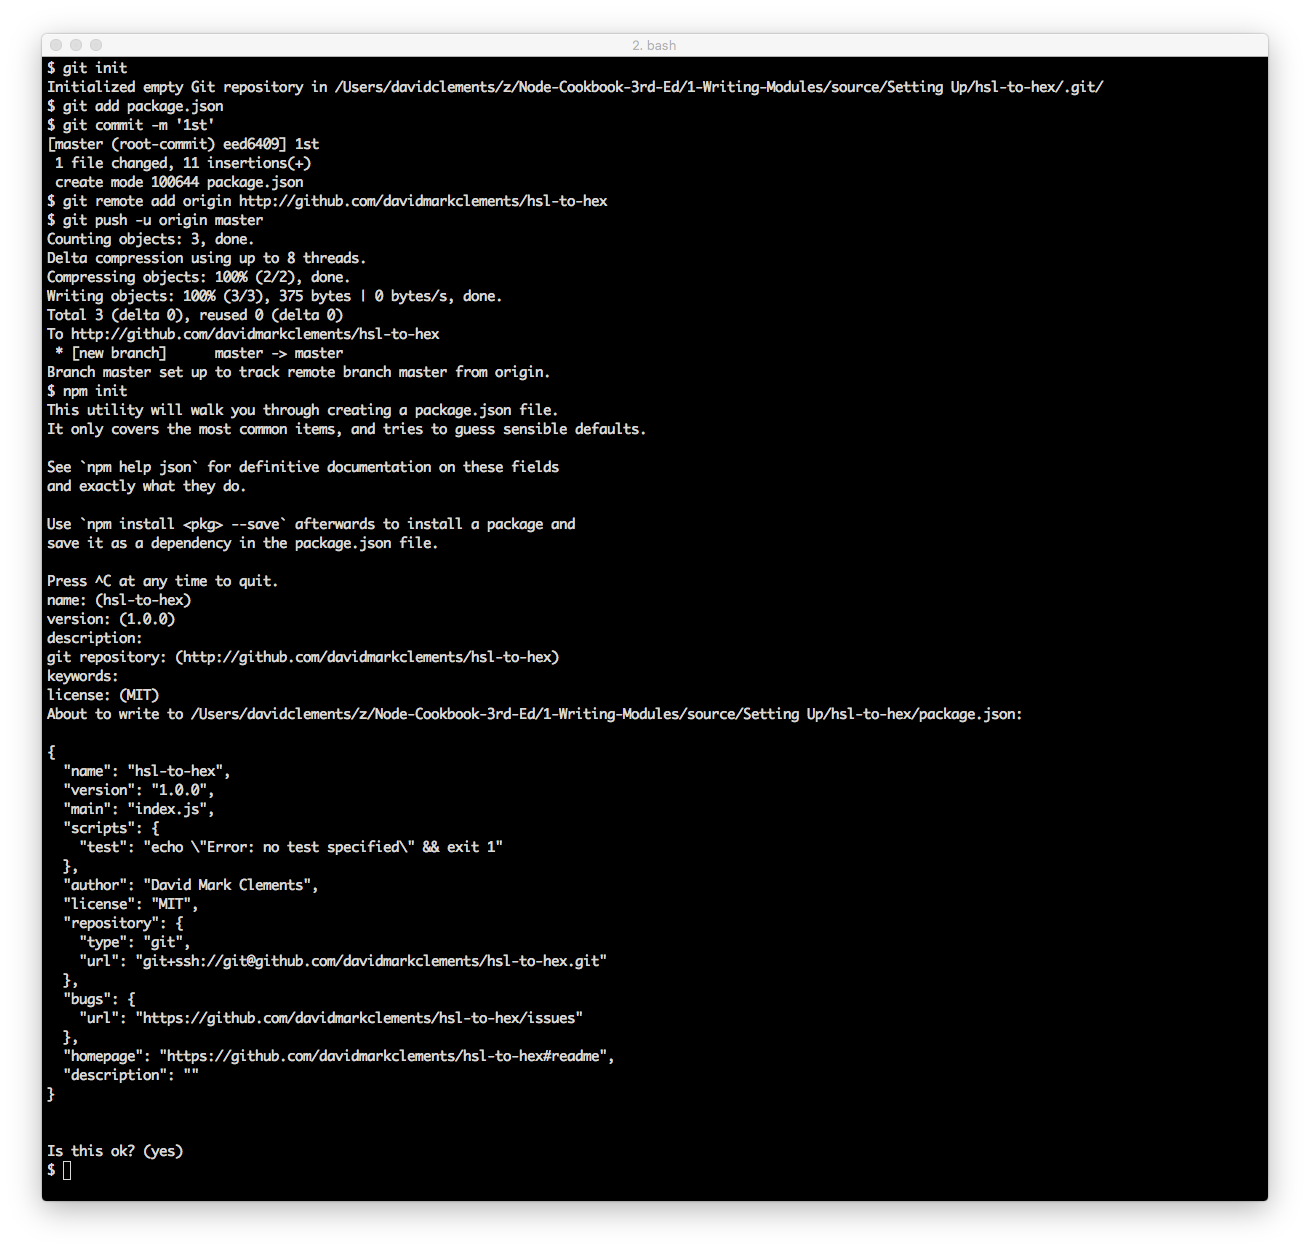 2. bash
$ git init
Initialized empty Git repository in /Users/davidclements/z/Node-Cookbook-3rd-Ed/1-Writing-Modules/source/Setting Up/hsl-to-hex/.git/
$ git add package.json
$ git commit -m '1st'
[master (root-commit) eed6409] 1st
 1 file changed, 11 insertions(+)
 create mode 100644 package.json
$ git remote add origin http://github.com/davidmarkclements/hsl-to-hex
$ git push -u origin master
Counting objects: 3, done.
Delta compression using up to 8 threads.
Compressing objects: 100% (2/2), done.
Writing objects: 100% (3/3), 375 bytes | 0 bytes/s, done.
Total 3 (delta 0), reused 0 (delta 0)
To http://github.com/davidmarkclements/hsl-to-hex
 * [new branch]      master -> master
Branch master set up to track remote branch master from origin.
$ npm init
This utility will walk you through creating a package.json file.
It only covers the most common items, and tries to guess sensible defaults.

See `npm help json` for definitive documentation on these fields
and exactly what they do.

Use `npm install <pkg> --save` afterwards to install a package and
save it as a dependency in the package.json file.

Press ^C at any time to quit.
name: (hsl-to-hex)
version: (1.0.0)
description:
git repository: (http://github.com/davidmarkclements/hsl-to-hex)
keywords:
license: (MIT)
About to write to /Users/davidclements/z/Node-Cookbook-3rd-Ed/1-Writing-Modules/source/Setting Up/hsl-to-hex/package.json:

{
  "name": "hsl-to-hex",
  "version": "1.0.0",
  "main": "index.js",
  "scripts": {
    "test": "echo \"Error: no test specified\" && exit 1"
  },
  "author": "David Mark Clements",
  "license": "MIT",
  "repository": {
    "type": "git",
    "url": "git+ssh://git@github.com/davidmarkclements/hsl-to-hex.git"
  },
  "bugs": {
    "url": "https://github.com/davidmarkclements/hsl-to-hex/issues"
  },
  "homepage": "https://github.com/davidmarkclements/hsl-to-hex#readme",
  "description": ""
}

Is this ok? (yes)
$